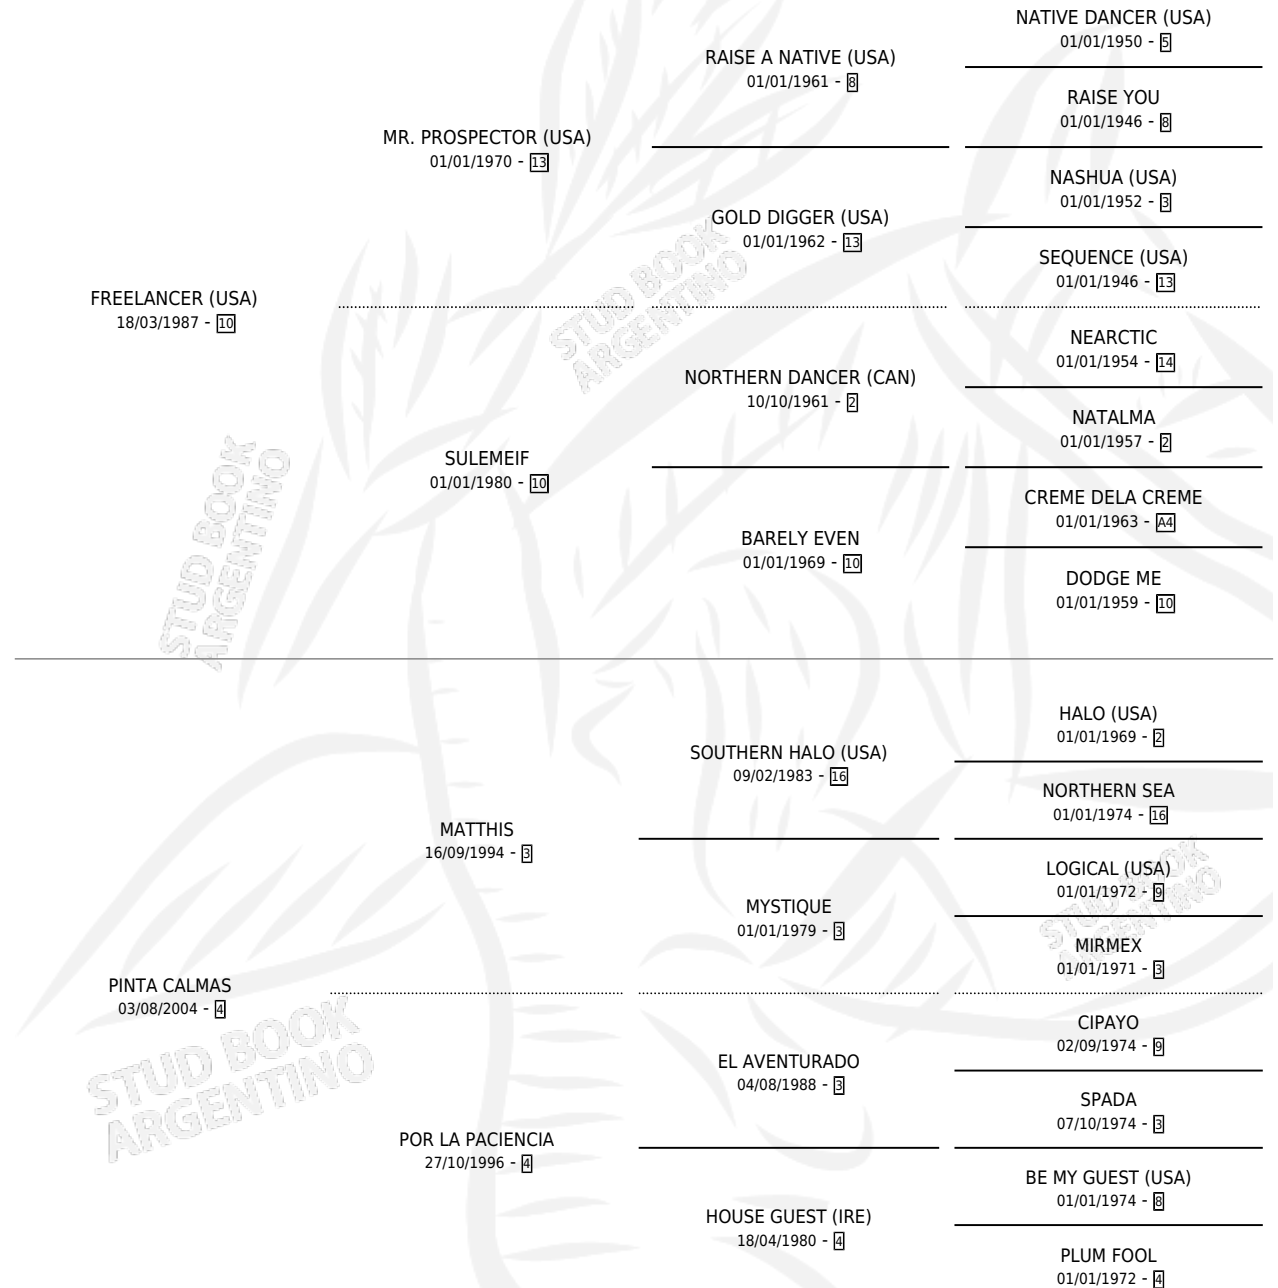 NATIVE DANCER (USA)
01/01/1950 - 5
RAISE A NATIVE (USA)
01/01/1961 - 8
RAISE YOU
01/01/1946 - 8
MR. PROSPECTOR (USA)
01/01/1970 - 13
NASHUA (USA)
01/01/1952 - 3
GOLD DIGGER (USA)
01/01/1962 - 13
SEQUENCE (USA)
01/01/1946 - 13
FREELANCER (USA)
18/03/1987 - 10
STUD BOOK
ARGENTINO
NEARCTIC
01/01/1954 - 14
NORTHERN DANCER (CAN)
10/10/1961 - 2
NATALMA
01/01/1957 - 2
SULEMEIF
01/01/1980 - 10
CREME DELA CREME
01/01/1963 - A4
BARELY EVEN
01/01/1969 - 10
DODGE ME
01/01/1959 - 10
STUD BOOK
ARGENTINO
HALO (USA)
01/01/1969 - 2
SOUTHERN HALO (USA)
09/02/1983 - 16
NORTHERN SEA
01/01/1974 - 16
MATTHIS
16/09/1994 - 3
LOGICAL (USA)
01/01/1972 - 9
MYSTIQUE
01/01/1979 - 3
STUD BOOK
ARGENTINO
MIRMEX
01/01/1971 - 3
PINTA CALMAS
03/08/2004 - 4
STUD BOOK
ARGENTINO
CIPAYO
02/09/1974 - 9
EL AVENTURADO
04/08/1988 - 3
SPADA
07/10/1974 - 3
POR LA PACIENCIA
27/10/1996 - 4
BE MY GUEST (USA)
01/01/1974 - 8
HOUSE GUEST (IRE)
18/04/1980 - 4
PLUM FOOL
01/01/1972 - 4